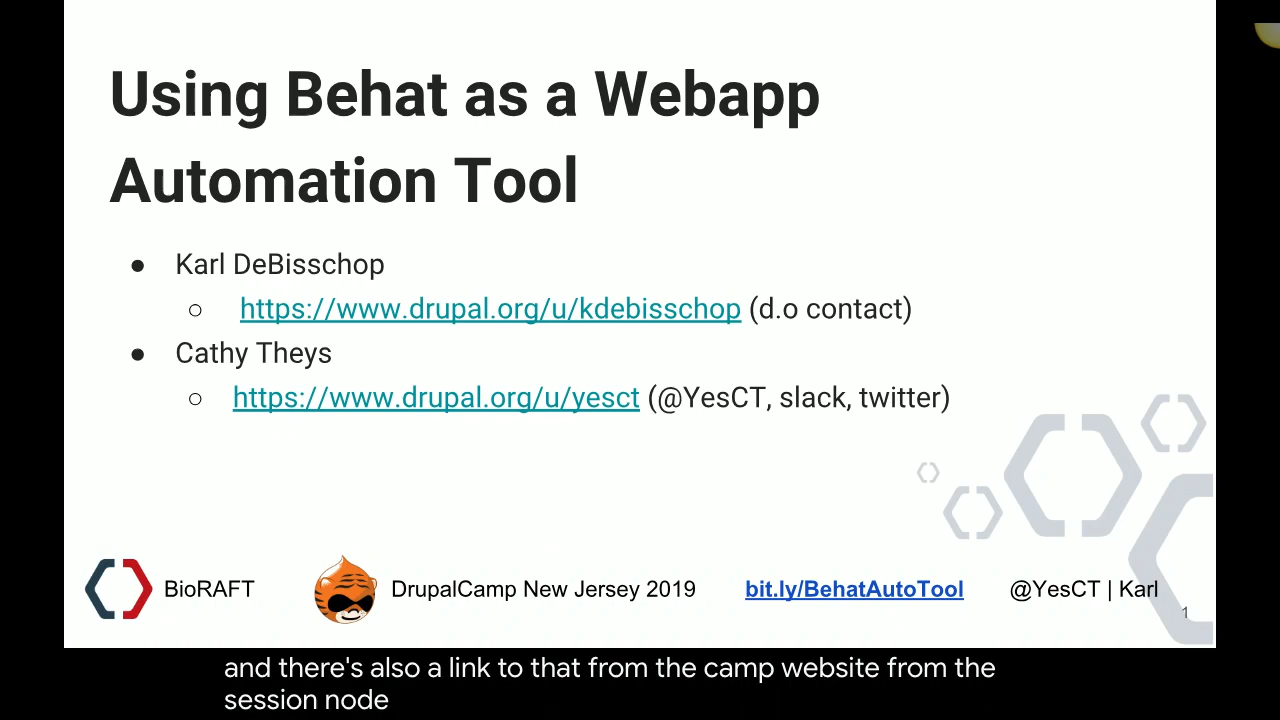 Using Behat as a Webapp
Automation Tool
● Karl DeBisschop
○ https://www.drupal.org/u/kdebisschop (d.o contact)
● Cathy Theys
○ https://www.drupal.org/u/yesct (@YesCT, slack, twitter)
BioRAFT DrupalCamp New Jersey 2019 bit.ly/BehatAutoTool @YesCT | Karl
1
and there's also a link to that from the camp website from the
session node